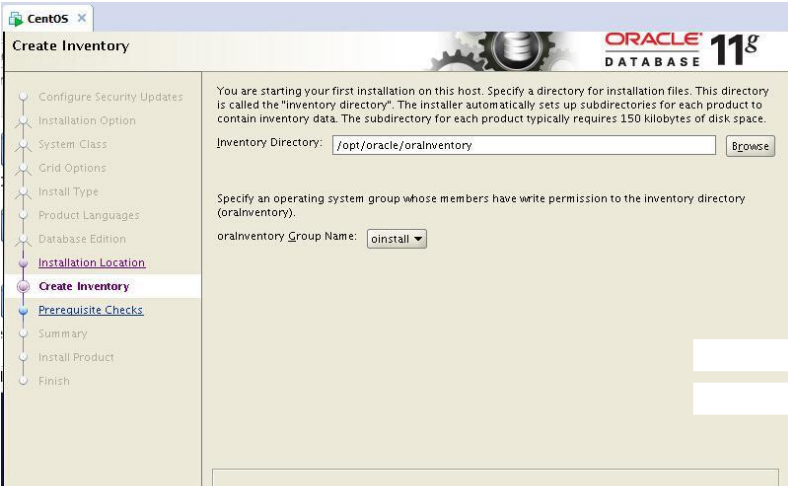 CentOS ×
Create Inventory
ORACLE 11g
DATABASE
Configure Security Updates
Installation Option
System Class
Grid Options
Install Type
Product Languages
Database Edition
Installation Location
Create Inventory
Prerequisite Checks
Summary
Install Product
Finish
You are starting your first installation on this host. Specify a directory for installation files. This directory
is called the "inventory directory". The installer automatically sets up subdirectories for each product to
contain inventory data. The subdirectory for each product typically requires 150 kilobytes of disk space.
Inventory Directory: /opt/oracle/oraInventory Browse
Specify an operating system group whose members have write permission to the inventory directory
(oraInventory).
oraInventory Group Name: oinstall